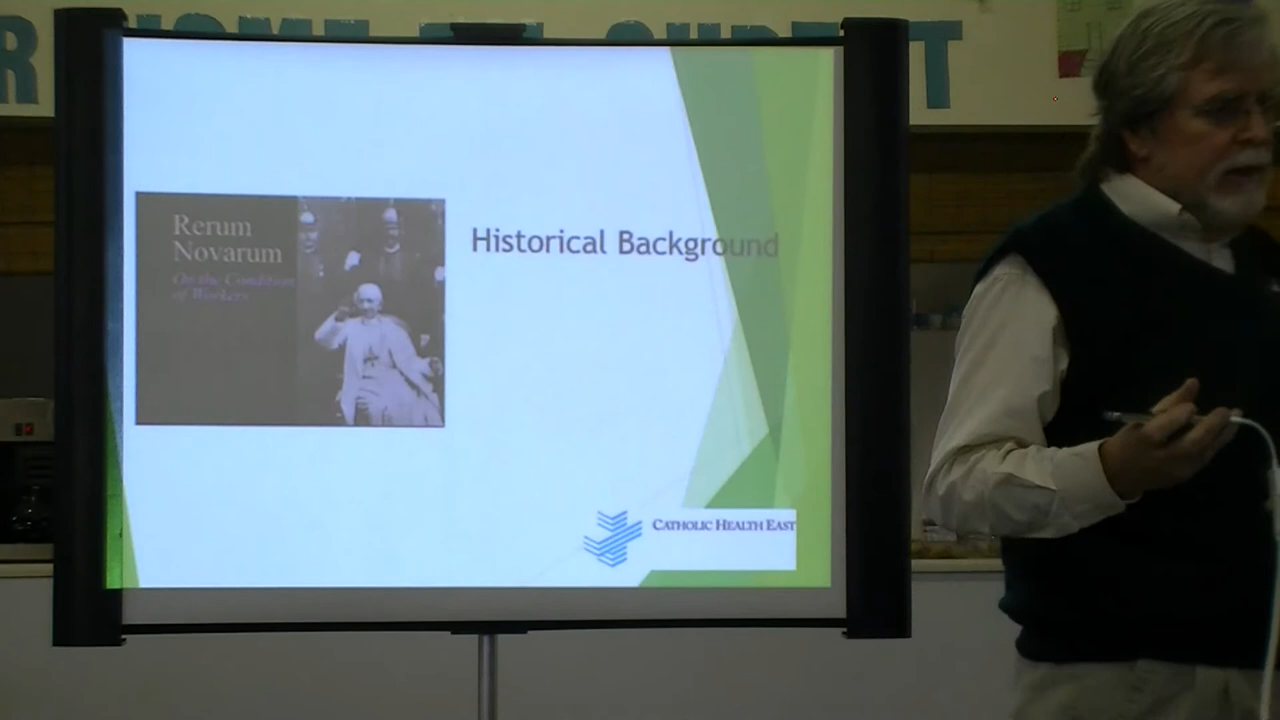 Rerum
Novarum
On the Condition
of Workers
Historical Background
CATHOLIC HEALTH EAST